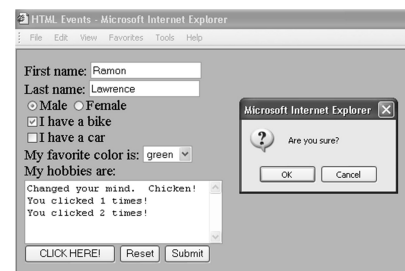 HTML Events - Microsoft Internet Explorer
File Edit View Favorites Tools Help
First name: Ramon
Last name: Lawrence
Male Female
I have a bike
I have a car
My favorite color is: green
My hobbies are:
Changed your mind. Chicken!
You clicked 1 times!
You clicked 2 times!
CLICK HERE! Reset Submit
Microsoft Internet Explorer
Are you sure?
OK Cancel